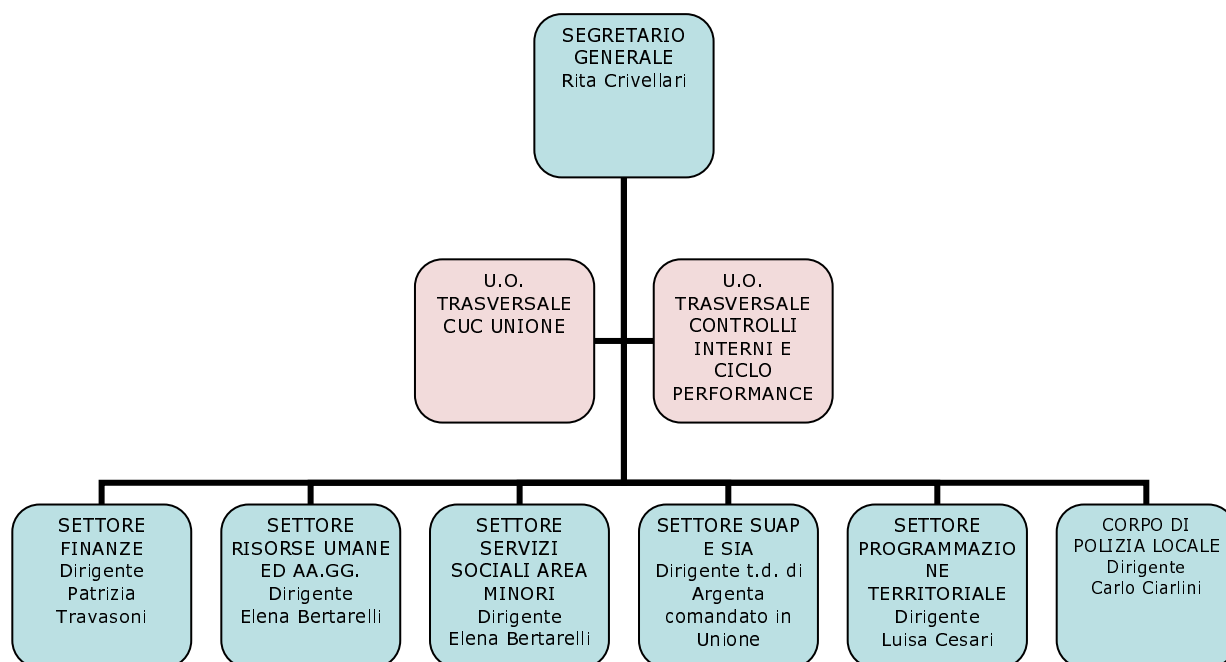 SEGRETARIO
GENERALE
Rita Crivellari
U.O.
TRASVERSALE
CUC UNIONE
U.O.
TRASVERSALE
CONTROLLI
INTERNI E
CICLO
PERFORMANCE
SETTORE
FINANZE
Dirigente
Patrizia
Travasoni
SETTORE
RISORSE UMANE
ED AA.GG.
Dirigente
Elena Bertarelli
SETTORE
SERVIZI
SOCIALI AREA
MINORI
Dirigente
Elena Bertarelli
SETTORE SUAP
E SIA
Dirigente t.d. di
Argenta
comandato in
Unione
SETTORE
PROGRAMMAZIO
NE
TERRITORIALE
Dirigente
Luisa Cesari
CORPO DI
POLIZIA LOCALE
Dirigente
Carlo Ciarlini